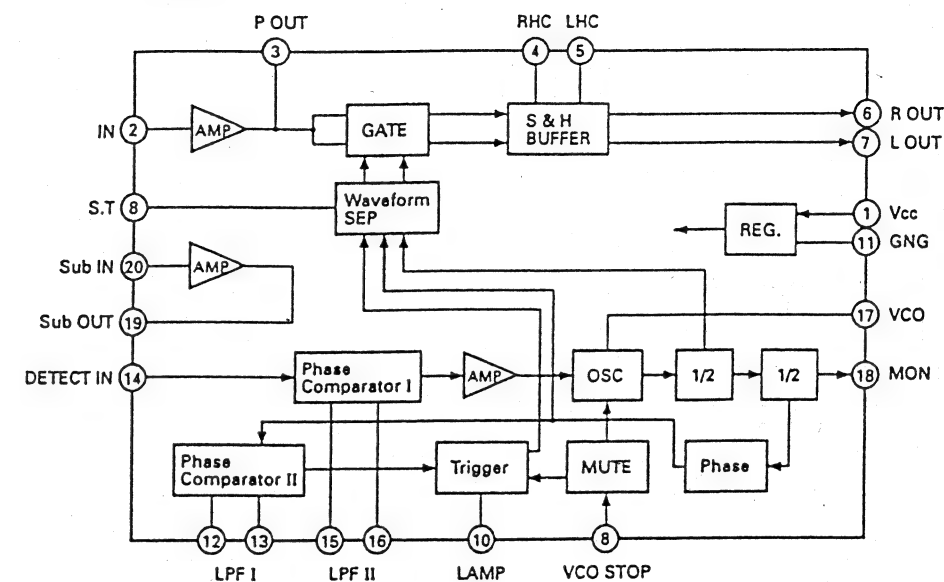 P OUT
RHC LHC
3
4
5
IN
2
AMP
GATE
S & H
BUFFER
6
R OUT
7
L OUT
S.T
8
Waveform
SEP
REG.
1
Vcc
11
GNG
Sub IN
20
AMP
Sub OUT
19
17
VCO
DETECT IN
14
Phase
Comparator I
AMP
OSC
1/2
1/2
18
MON
Phase
Comparator II
Trigger
MUTE
Phase
12
13
15
16
10
8
LPF I
LPF II
LAMP
VCO STOP